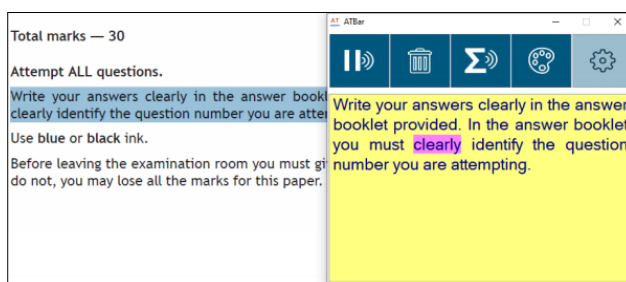 Total marks — 30
Attempt ALL questions.
Write your answers clearly in the answer
clearly identify the question number you are
Use blue or black ink.
Before leaving the examination room you must
do not, you may lose all the marks for this paper.
AT ATBar
Write your answers clearly in the answer
booklet provided. In the answer booklet
you must clearly identify the question
number you are attempting.